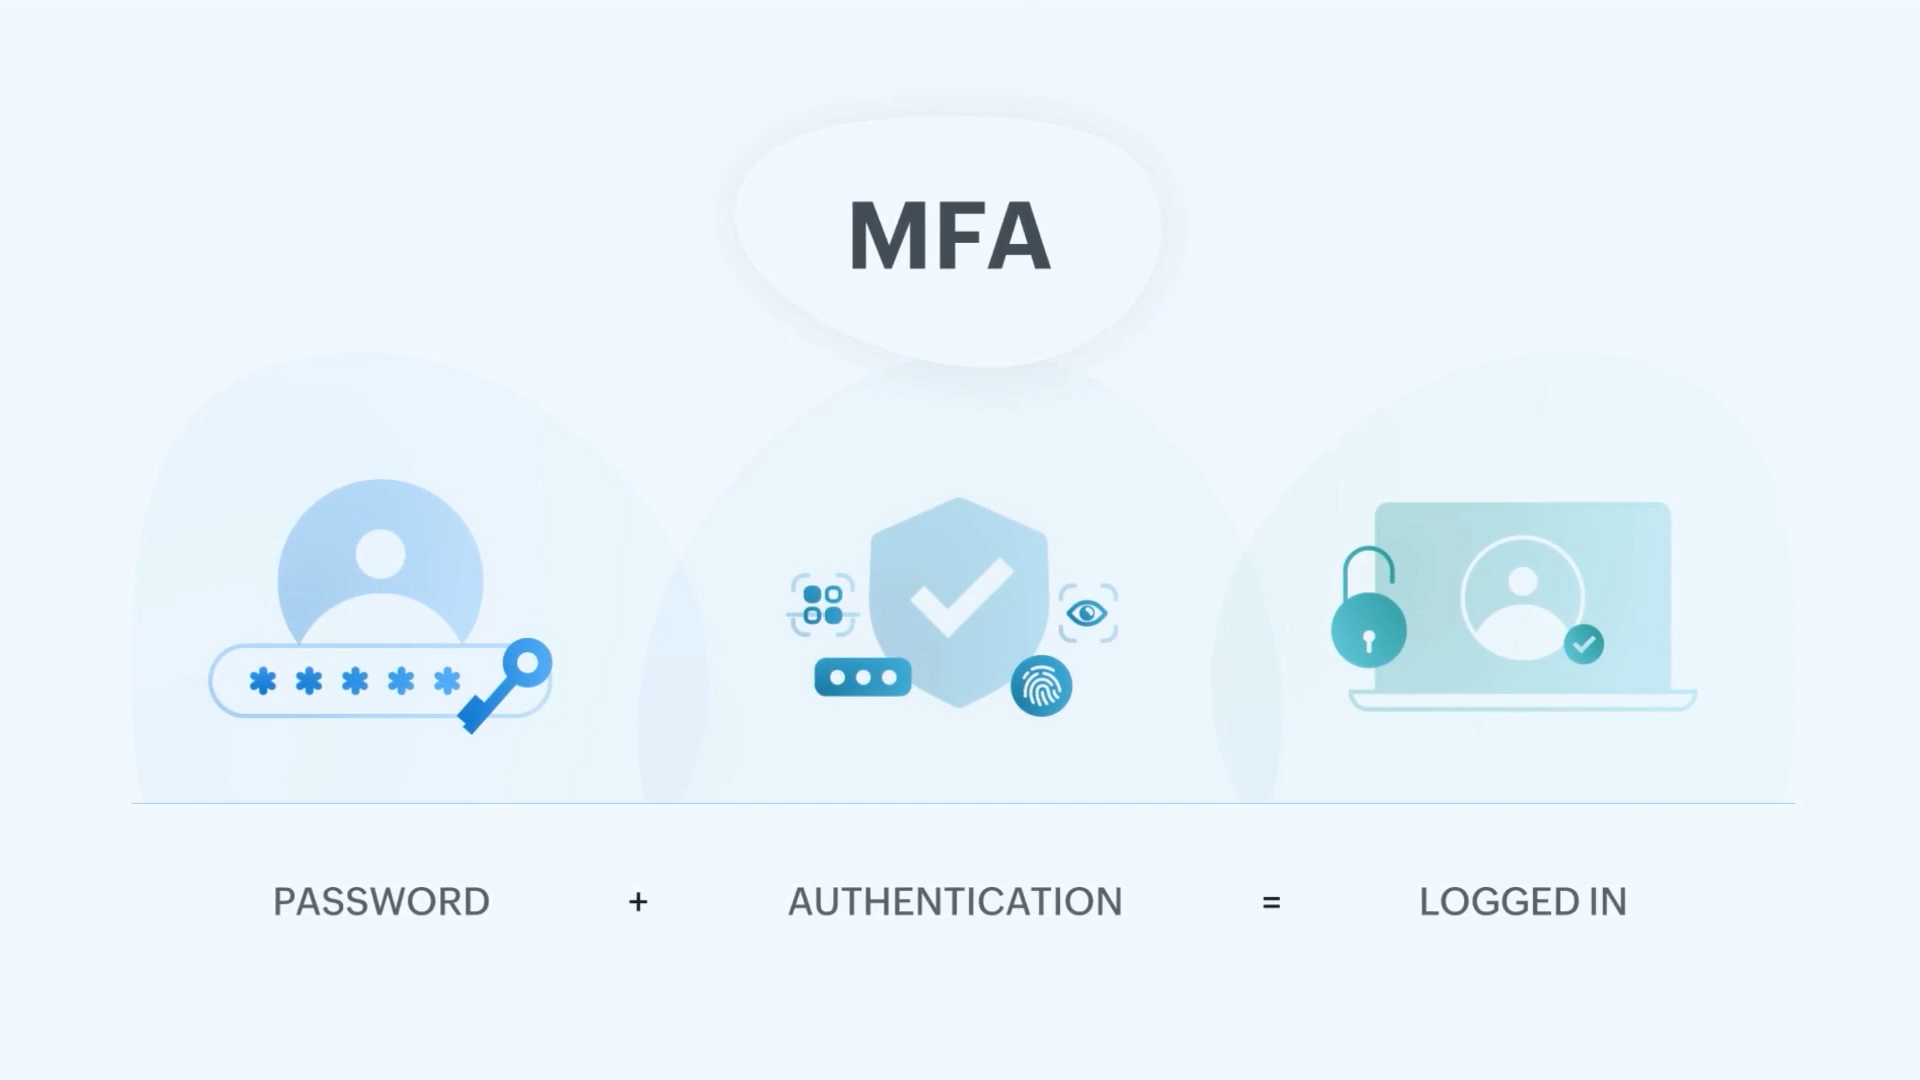 MFA
*****
PASSWORD + AUTHENTICATION = LOGGED IN